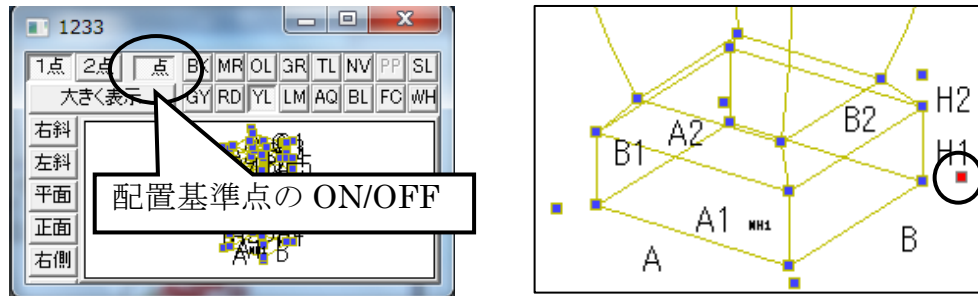 1233
1点 2点 点 BK MR OL GR TL NV PP SL
大きく表示 GY RD YL LM AQ BL FC WH
右斜
左斜
平面
正面
右側
配置基準点の ON/OFF
A B
H2
B2
A2
B1
H1
A1
NH1
B
A